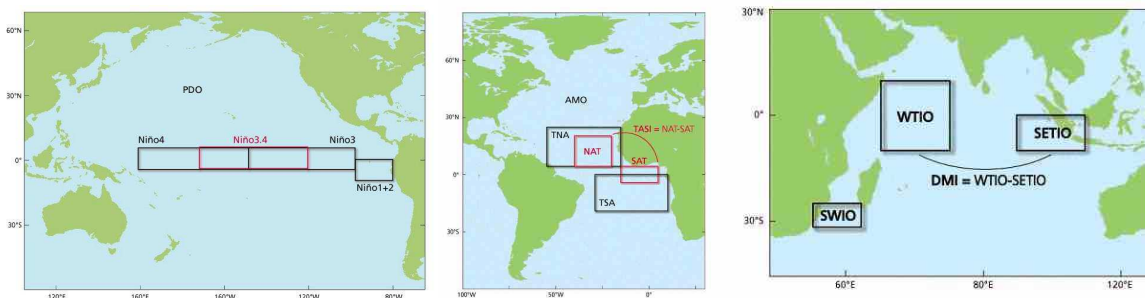 60°N
30°N
0°
30°S
PDO
Niño4
Niño3.4
Niño3
Niño1+2
120°E
160°E
160°W
120°W
80°W
60°N
30°N
0°
30°S
AMO
TNA
TASI = NAT-SAT
NAT
SAT
TSA
100°W
60°W
0°
30°N
0°
30°S
WTIO
SETIO
DMI = WTIO-SETIO
SWIO
60°E
80°E
120°E